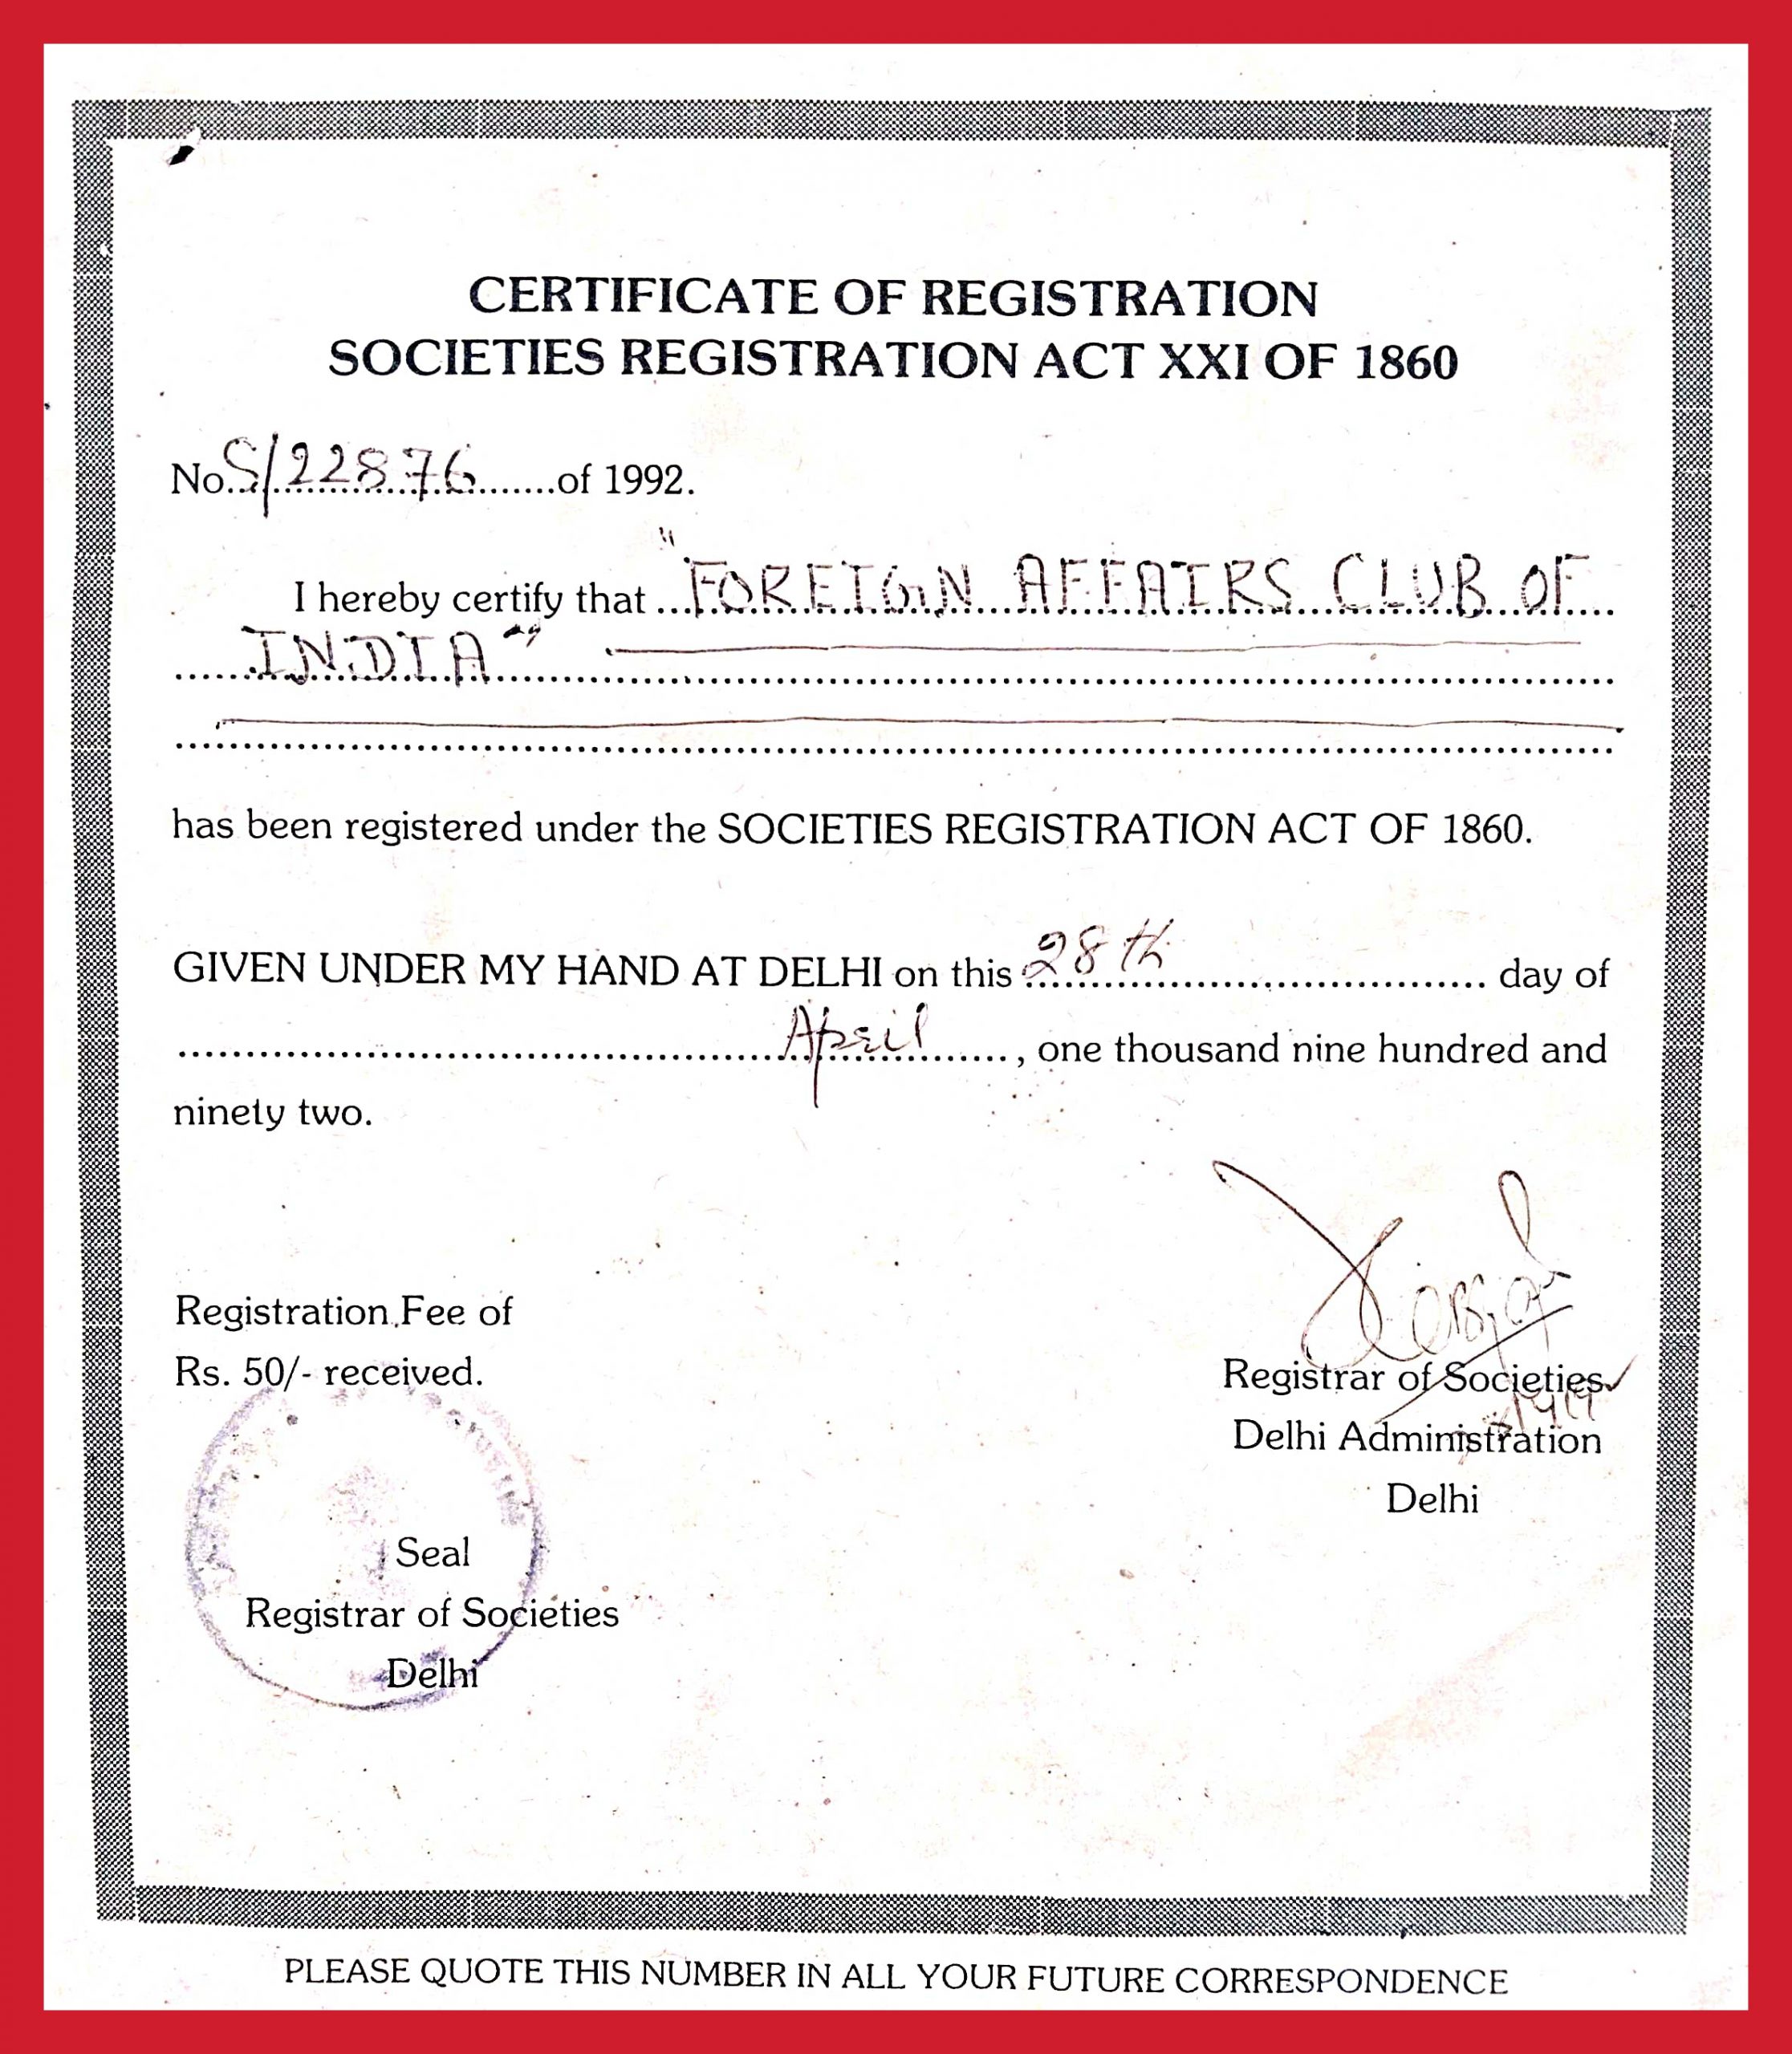 CERTIFICATE OF REGISTRATION
SOCIETIES REGISTRATION ACT XXI OF 1860
No. S/22876 of 1992.
I hereby certify that "FOREIGN AFFAIRS CLUB OF
INDIA"
has been registered under the SOCIETIES REGISTRATION ACT OF 1860.
GIVEN UNDER MY HAND AT DELHI on this 28th day of
April, one thousand nine hundred and
ninety two.
Registration Fee of
Rs. 50/- received.
Registrar of Societies
Delhi Administration
Delhi
Seal
Registrar of Societies
Delhi
PLEASE QUOTE THIS NUMBER IN ALL YOUR FUTURE CORRESPONDENCE